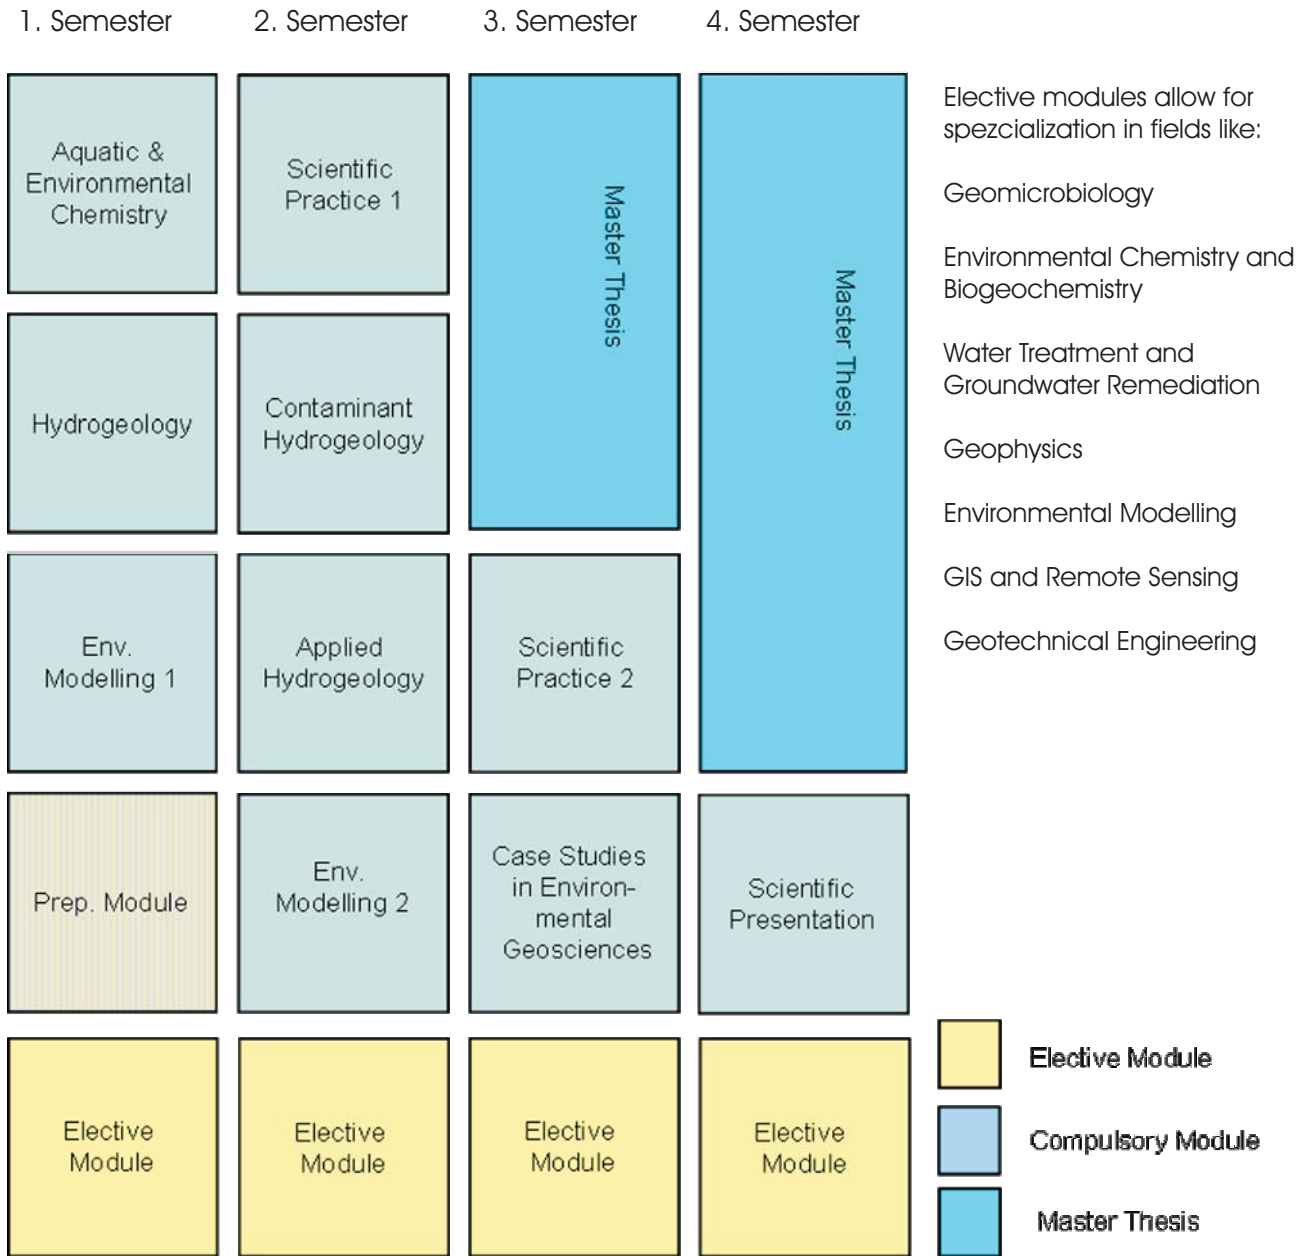 1. Semester
2. Semester
3. Semester
4. Semester
Aquatic &
Environmental
Chemistry
Scientific
Practice 1
Master Thesis
Master Thesis
Hydrogeology
Contaminant
Hydrogeology
Env.
Modelling 1
Applied
Hydrogeology
Scientific
Practice 2
Prep. Module
Env.
Modelling 2
Case Studies
in Environ-
mental
Geosciences
Scientific
Presentation
Elective
Module
Elective
Module
Elective
Module
Elective
Module
Elective modules allow for
spezcialization in fields like:
Geomicrobiology
Environmental Chemistry and
Biogeochemistry
Water Treatment and
Groundwater Remediation
Geophysics
Environmental Modelling
GIS and Remote Sensing
Geotechnical Engineering
Elective Module
Compulsory Module
Master Thesis